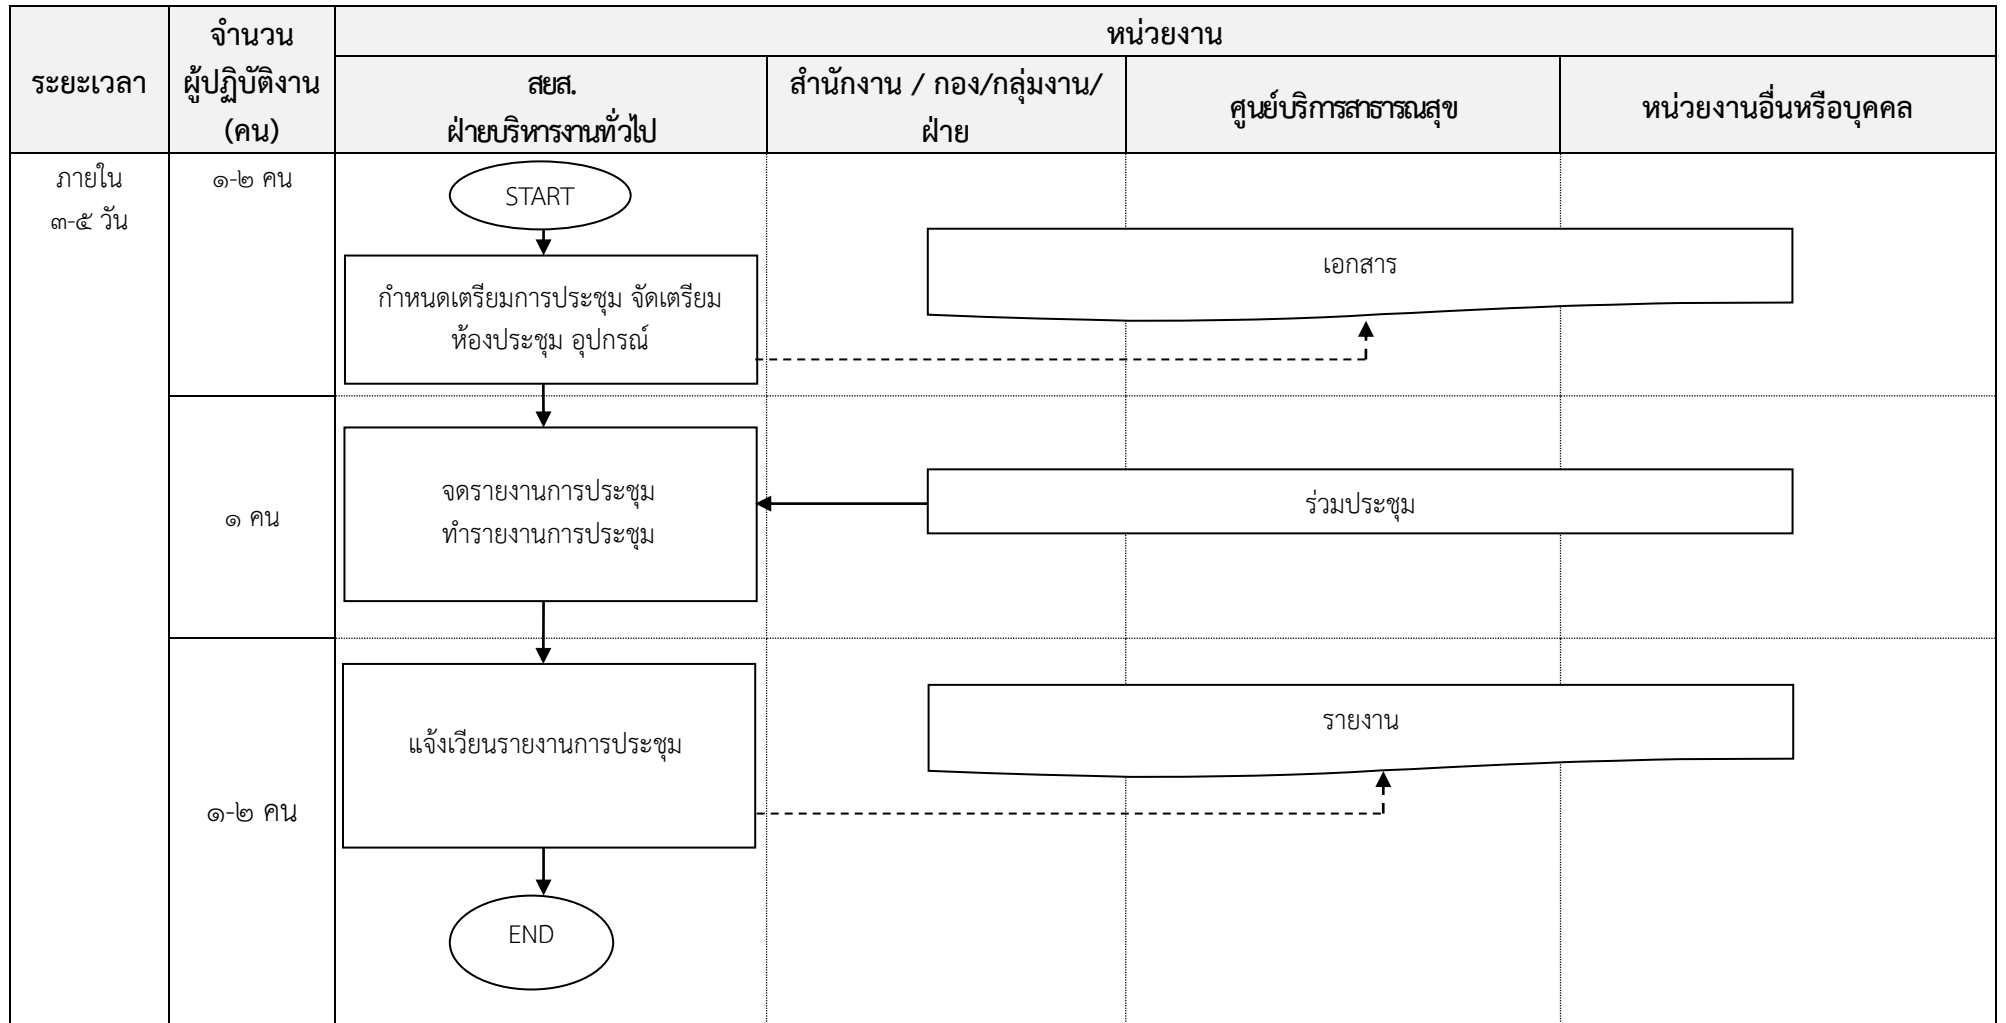 ระยะเวลา
จำนวน
ผู้ปฏิบัติงาน
(คน)
หน่วยงาน
สยส.
ฝ่ายบริหารงานทั่วไป
สำนักงาน / กอง/กลุ่มงาน/
ฝ่าย
ศูนย์บริการสาธารณสุข
หน่วยงานอื่นหรือบุคคล
ภายใน
๓-๕ วัน
๑-๒ คน
START
กำหนดเตรียมการประชุม จัดเตรียม
ห้องประชุม อุปกรณ์
เอกสาร
๑ คน
จดรายงานการประชุม
ทำรายงานการประชุม
ร่วมประชุม
๑-๒ คน
แจ้งเวียนรายงานการประชุม
รายงาน
END